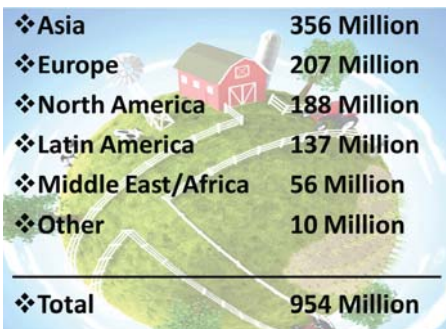 ❖Asia 356 Million
❖Europe 207 Million
❖North America 188 Million
❖Latin America 137 Million
❖Middle East/Africa 56 Million
❖Other 10 Million
❖Total 954 Million